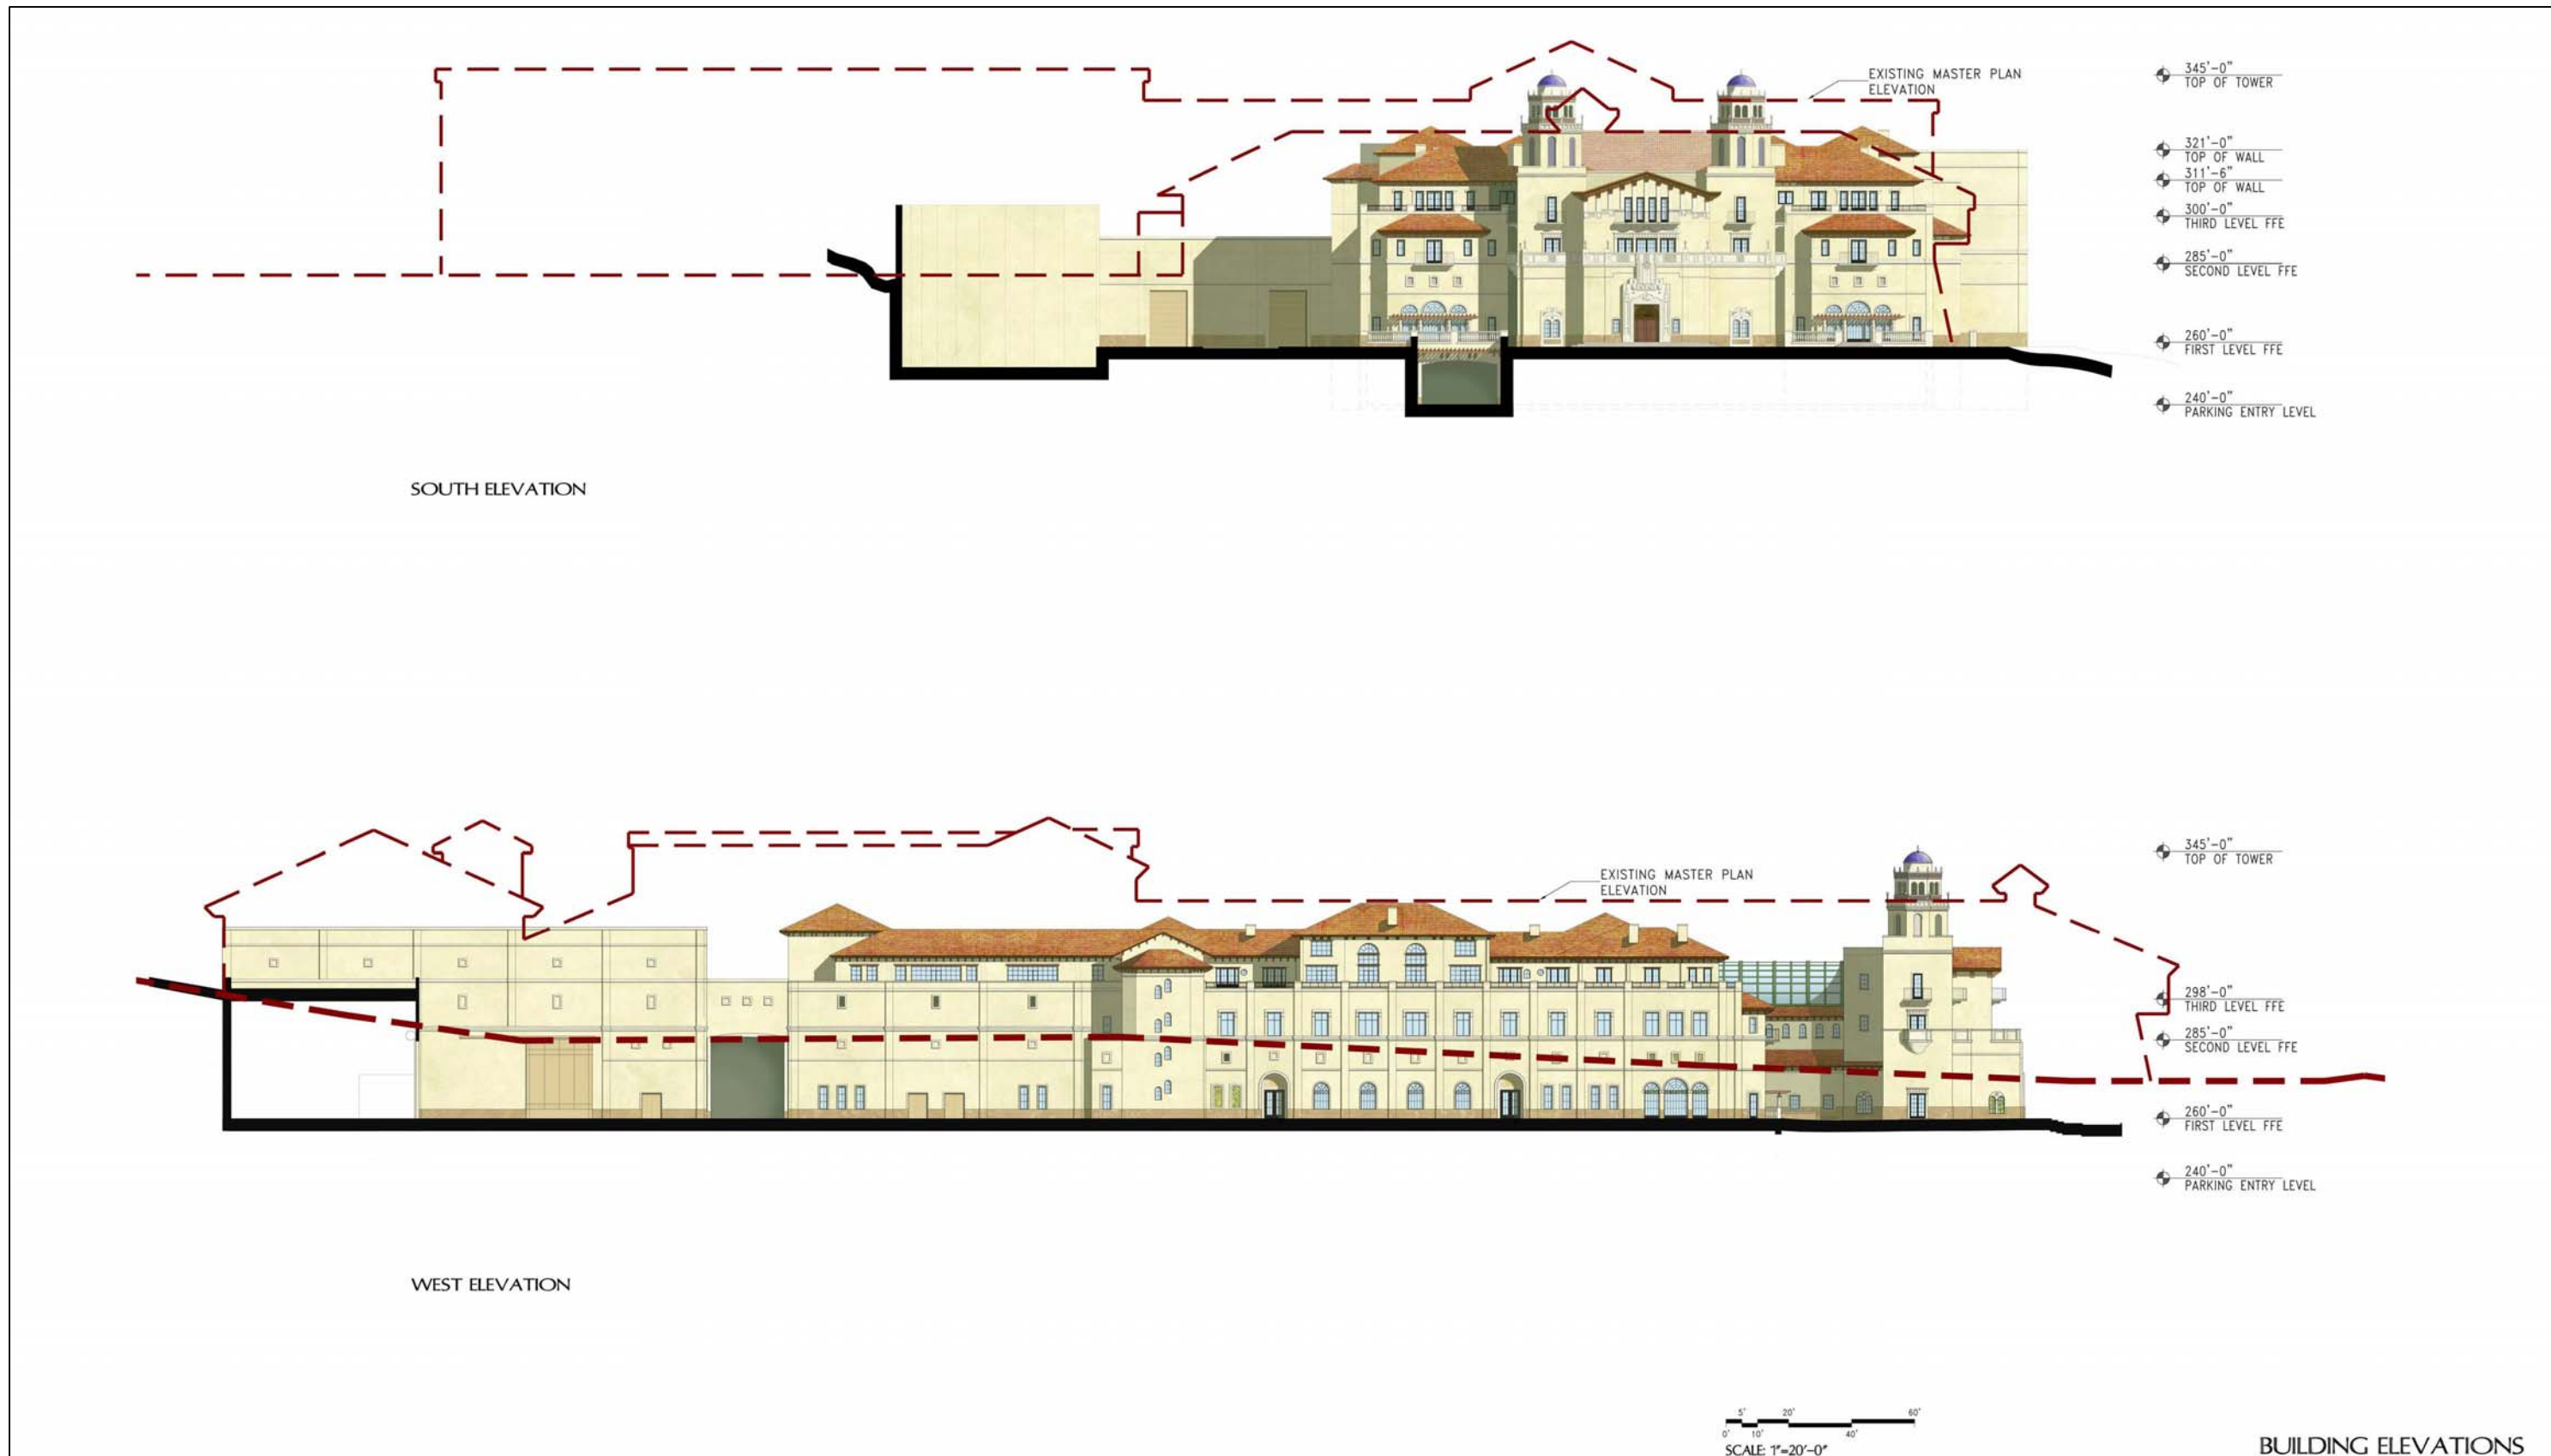 EXISTING MASTER PLAN
ELEVATION
345'-0"
TOP OF TOWER
321'-0"
TOP OF WALL
311'-6"
TOP OF WALL
300'-0"
THIRD LEVEL FFE
285'-0"
SECOND LEVEL FFE
260'-0"
FIRST LEVEL FFE
240'-0"
PARKING ENTRY LEVEL
SOUTH ELEVATION
EXISTING MASTER PLAN
ELEVATION
345'-0"
TOP OF TOWER
298'-0"
THIRD LEVEL FFE
285'-0"
SECOND LEVEL FFE
260'-0"
FIRST LEVEL FFE
240'-0"
PARKING ENTRY LEVEL
WEST ELEVATION
5' 20' 60'
0' 10' 40'
SCALE: 1"=20'-0"
BUILDING ELEVATIONS